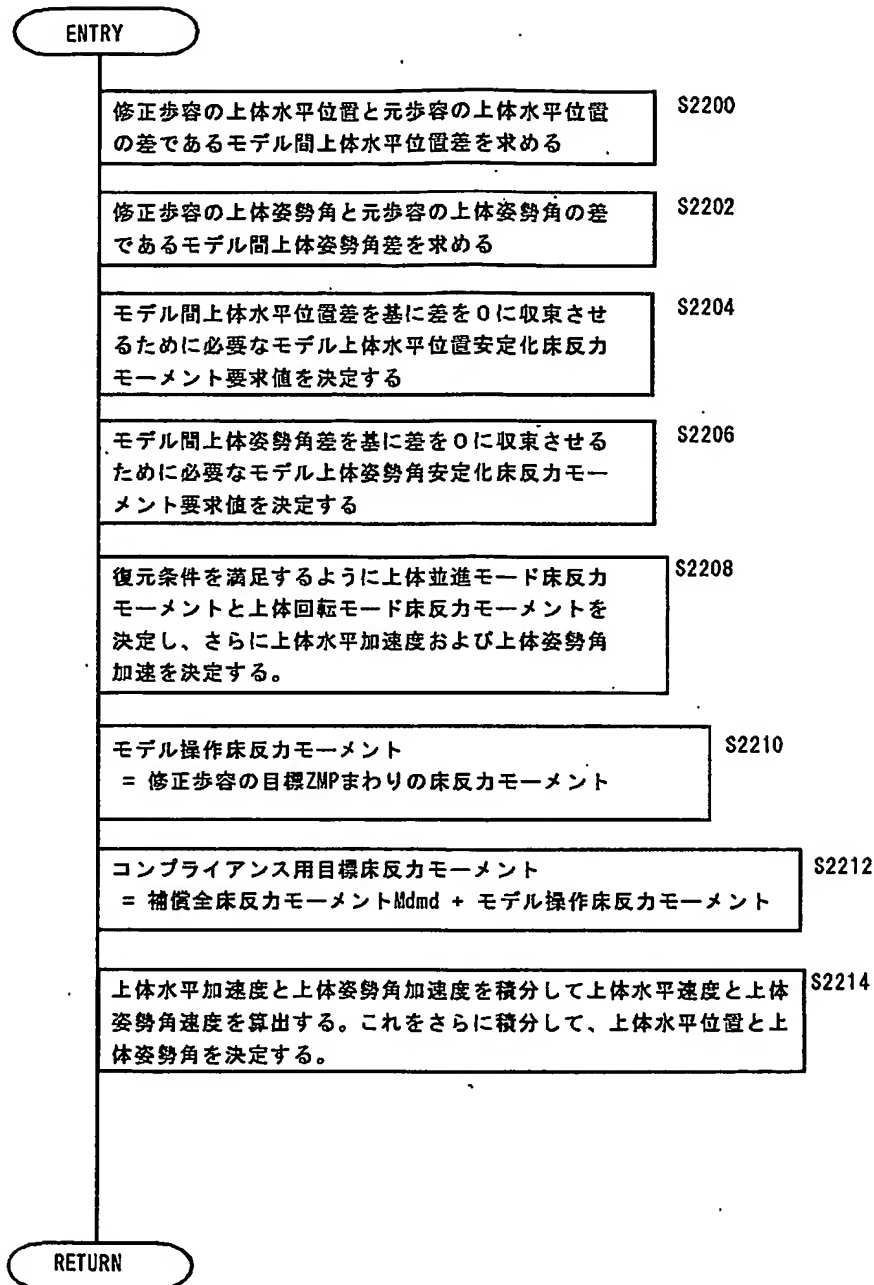 ENTRY
修正歩容の上体水平位置と元歩容の上体水平位置
の差であるモデル間上体水平位置差を求める
S2200
修正歩容の上体姿勢角と元歩容の上体姿勢角の差
であるモデル間上体姿勢角差を求める
S2202
モデル間上体水平位置差を基に差を0に収束させ
るために必要なモデル上体水平位置安定化床反力
モーメント要求値を決定する
S2204
モデル間上体姿勢角差を基に差を0に収束させる
ために必要なモデル上体姿勢角安定化床反力モー
メント要求値を決定する
S2206
復元条件を満足するように上体並進モード床反力
モーメントと上体回転モード床反力モーメントを
決定し、さらに上体水平加速度および上体姿勢角
加速を決定する。
S2208
モデル操作床反力モーメント
= 修正歩容の目標ZMPまわりの床反力モーメント
S2210
コンプライアンス用目標床反力モーメント
= 補償全床反力モーメントMdmd + モデル操作床反力モーメント
S2212
上体水平加速度と上体姿勢角加速度を積分して上体水平速度と上体
姿勢角速度を算出する。これをさらに積分して、上体水平位置と上
体姿勢角を決定する。
S2214
RETURN